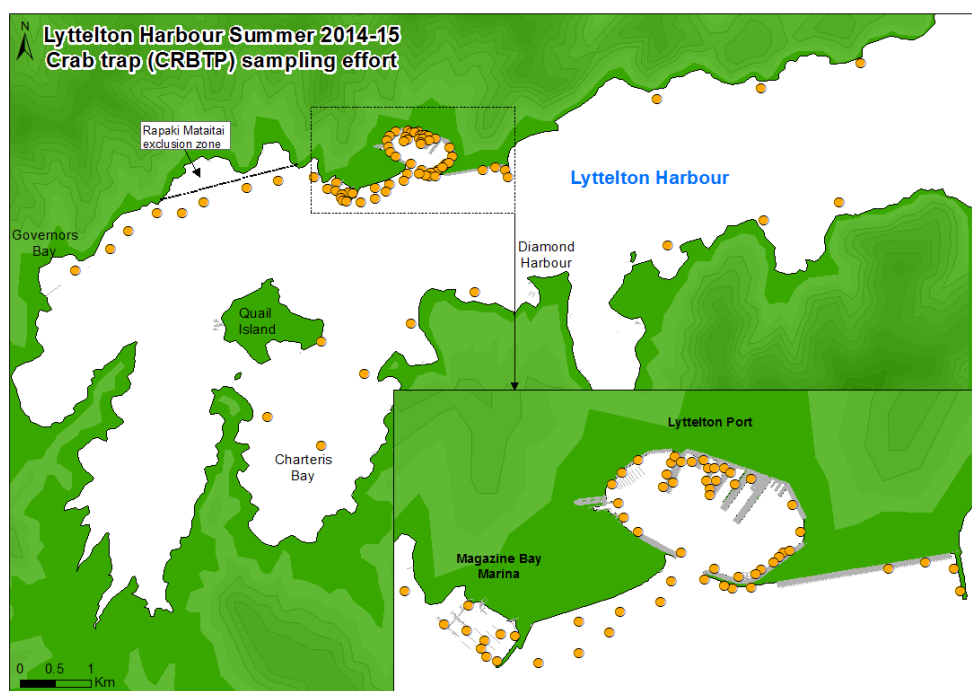 N
Lyttelton Harbour Summer 2014-15
Crab trap (CRBTP) sampling effort
Rapaki Mataitai
exclusion zone
Lyttelton Harbour
Governors
Bay
Diamond
Harbour
Quail
Island
Charteris
Bay
Lyttelton Port
Magazine Bay
Marina
0 0.5 1
Km